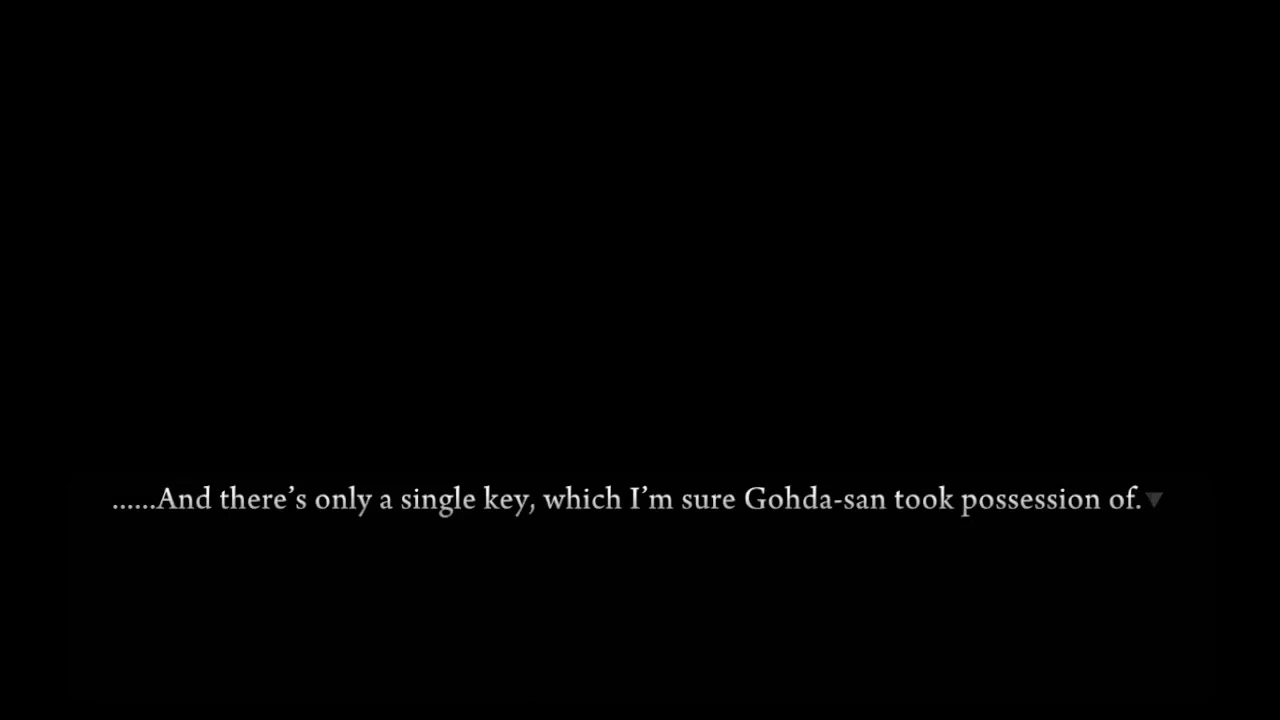 ......And there’s only a single key, which I’m sure Gohda-san took possession of.